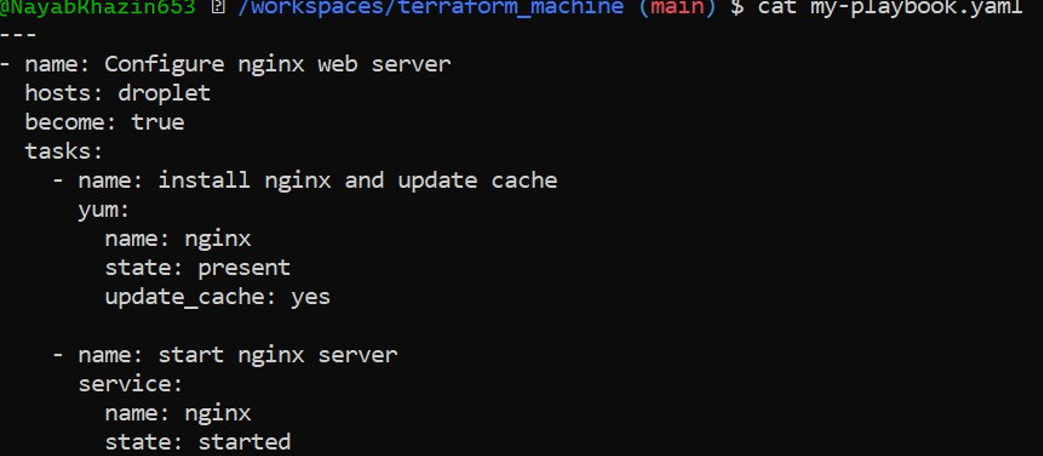 @NayabKhazin653 /workspaces/terraform_machine (main) $ cat my-playbook.yaml
---
- name: Configure nginx web server
  hosts: droplet
  become: true
  tasks:
    - name: install nginx and update cache
      yum:
        name: nginx
        state: present
        update_cache: yes

    - name: start nginx server
      service:
        name: nginx
        state: started